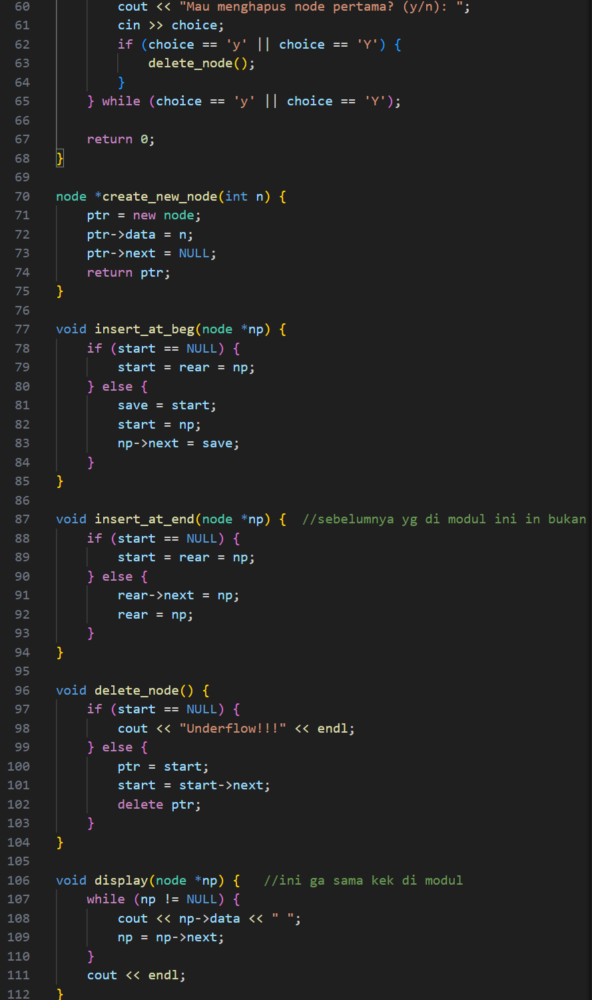 60 cout << "Mau menghapus node pertama? (y/n): ";
61 cin >> choice;
62 if (choice == 'y' || choice == 'Y') {
63 delete_node();
64 }
65 } while (choice == 'y' || choice == 'Y');
66
67 return 0;
68 }
69
70 node *create_new_node(int n) {
71 ptr = new node;
72 ptr->data = n;
73 ptr->next = NULL;
74 return ptr;
75 }
76
77 void insert_at_beg(node *np) {
78 if (start == NULL) {
79 start = rear = np;
80 } else {
81 save = start;
82 start = np;
83 np->next = save;
84 }
85 }
86
87 void insert_at_end(node *np) { //sebelumnya yg di modul ini in bukan
88 if (start == NULL) {
89 start = rear = np;
90 } else {
91 rear->next = np;
92 rear = np;
93 }
94 }
95
96 void delete_node() {
97 if (start == NULL) {
98 cout << "Underflow!!!" << endl;
99 } else {
100 ptr = start;
101 start = start->next;
102 delete ptr;
103 }
104 }
105
106 void display(node *np) { //ini ga sama kek di modul
107 while (np != NULL) {
108 cout << np->data << " ";
109 np = np->next;
110 }
111 cout << endl;
112 }